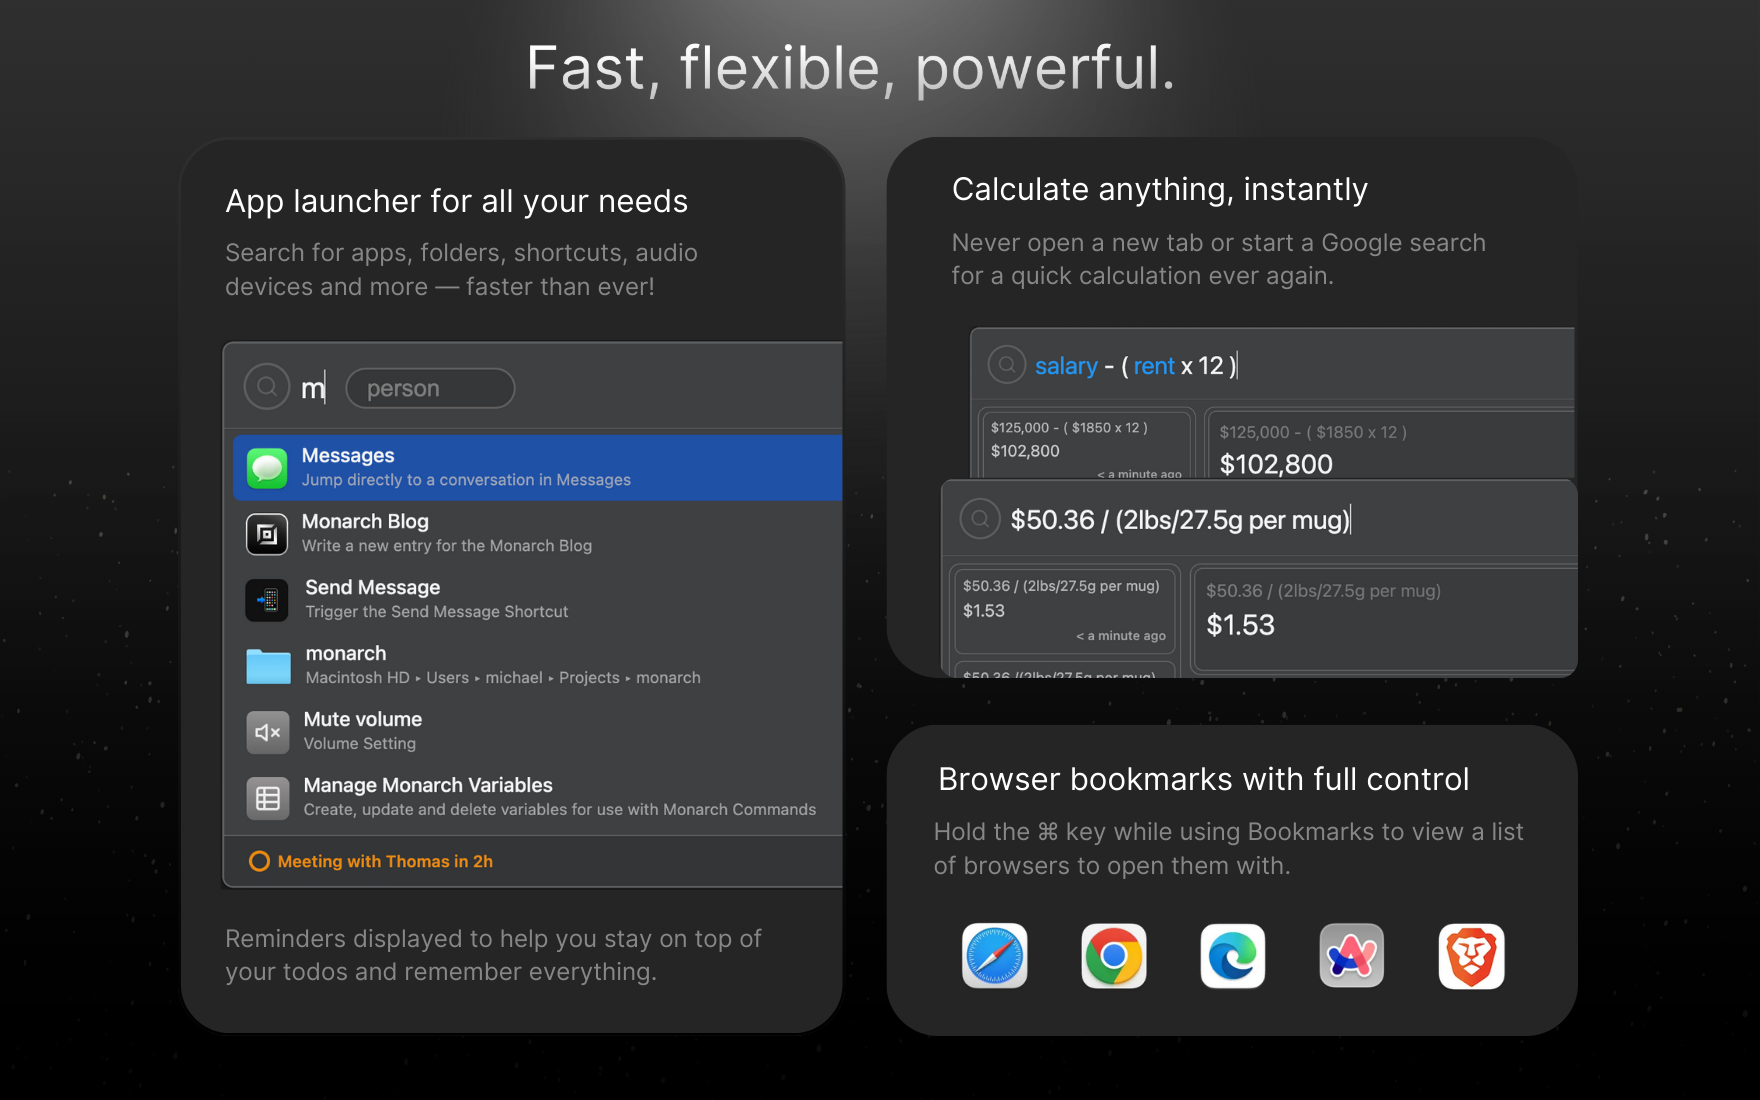 Fast, flexible, powerful.
App launcher for all your needs
Search for apps, folders, shortcuts, audio
devices and more — faster than ever!
m person
Messages
Jump directly to a conversation in Messages
Monarch Blog
Write a new entry for the Monarch Blog
Send Message
Trigger the Send Message Shortcut
monarch
Macintosh HD ▸ Users ▸ michael ▸ Projects ▸ monarch
Mute volume
Volume Setting
Manage Monarch Variables
Create, update and delete variables for use with Monarch Commands
Meeting with Thomas in 2h
Reminders displayed to help you stay on top of
your todos and remember everything.
Calculate anything, instantly
Never open a new tab or start a Google search
for a quick calculation ever again.
salary - ( rent x 12 )
$125,000 - ( $1850 x 12 )
$102,800
< a minute ago
$125,000 - ( $1850 x 12 )
$102,800
$50.36 / (2lbs/27.5g per mug)
$50.36 / (2lbs/27.5g per mug)
$1.53
< a minute ago
$50.36 //2lbs/27.5g per mug)
$50.36 / (2lbs/27.5g per mug)
$1.53
Browser bookmarks with full control
Hold the ⌘ key while using Bookmarks to view a list
of browsers to open them with.